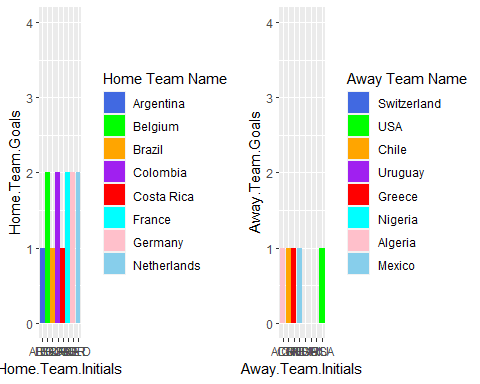 Home.Team.Goals
4
3
2
1
0
Home.Team.Initials
Home Team Name
Argentina
Belgium
Brazil
Colombia
Costa Rica
France
Germany
Netherlands
Away.Team.Goals
4
3
2
1
0
Away.Team.Initials
Away Team Name
Switzerland
USA
Chile
Uruguay
Greece
Nigeria
Algeria
Mexico